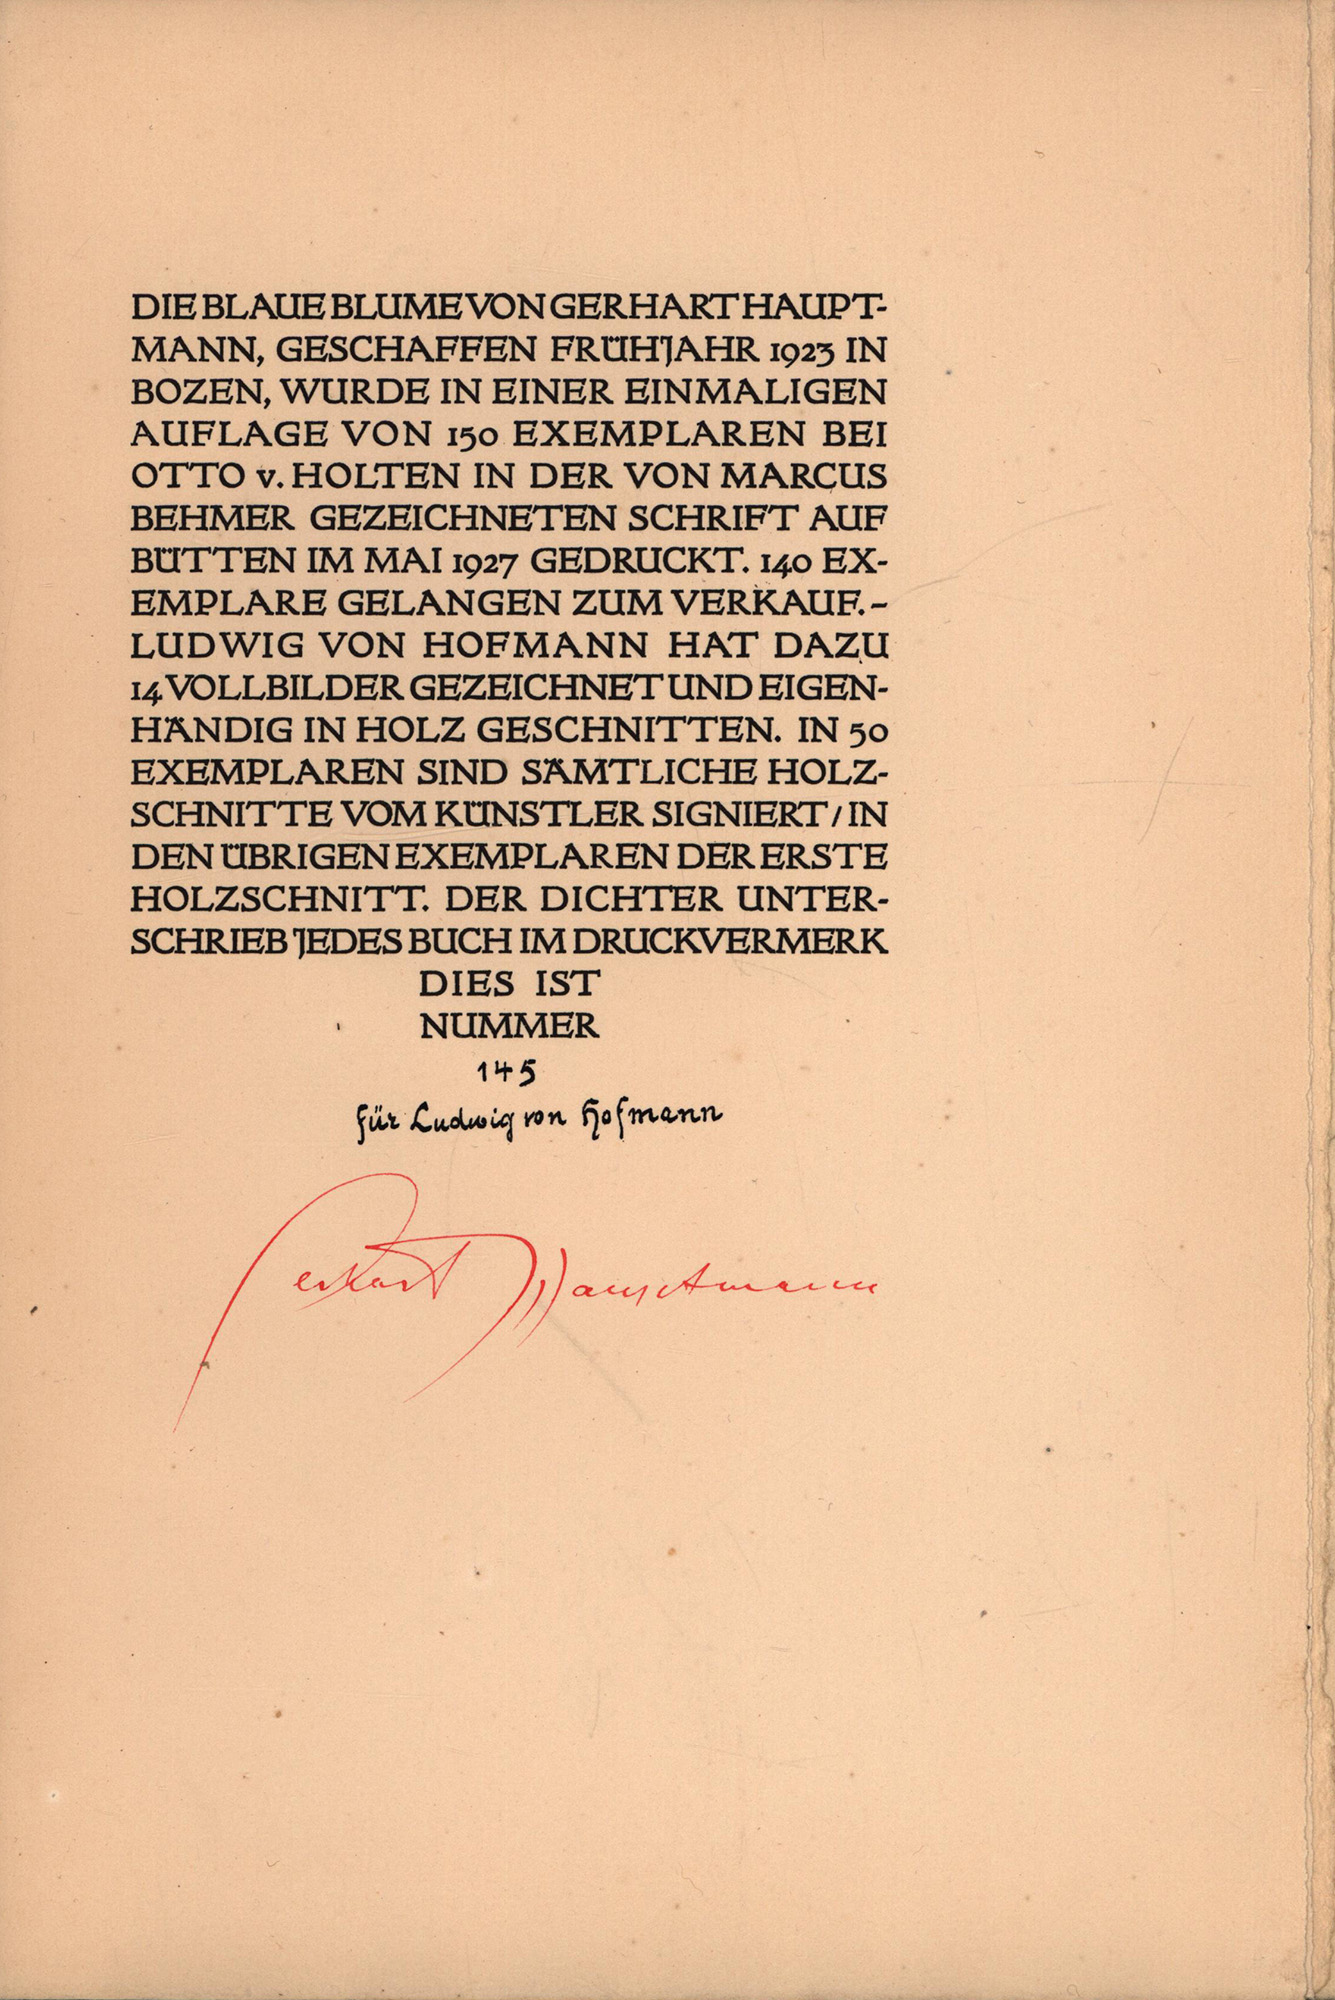 DIE BLAUE BLUME VON GERHART HAUPT-
MANN, GESCHAFFEN FRÜHJAHR 1923 IN
BOZEN, WURDE IN EINER EINMALIGEN
AUFLAGE VON 150 EXEMPLAREN BEI
OTTO v. HOLTEN IN DER VON MARCUS
BEHMER GEZEICHNETEN SCHRIFT AUF
BÜTTEN IM MAI 1927 GEDRUCKT. 140 EX-
EMPLARE GELANGEN ZUM VERKAUF. –
LUDWIG VON HOFMANN HAT DAZU
14 VOLLBILDER GEZEICHNET UND EIGEN-
HÄNDIG IN HOLZ GESCHNITTEN. IN 50
EXEMPLAREN SIND SÄMTLICHE HOLZ-
SCHNITTE VOM KÜNSTLER SIGNIERT / IN
DEN ÜBRIGEN EXEMPLAREN DER ERSTE
HOLZSCHNITT. DER DICHTER UNTER-
SCHRIEB JEDES BUCH IM DRUCKVERMERK
DIES IST
NUMMER
145
für Ludwig von Hofmann
Gerhart Hauptmann